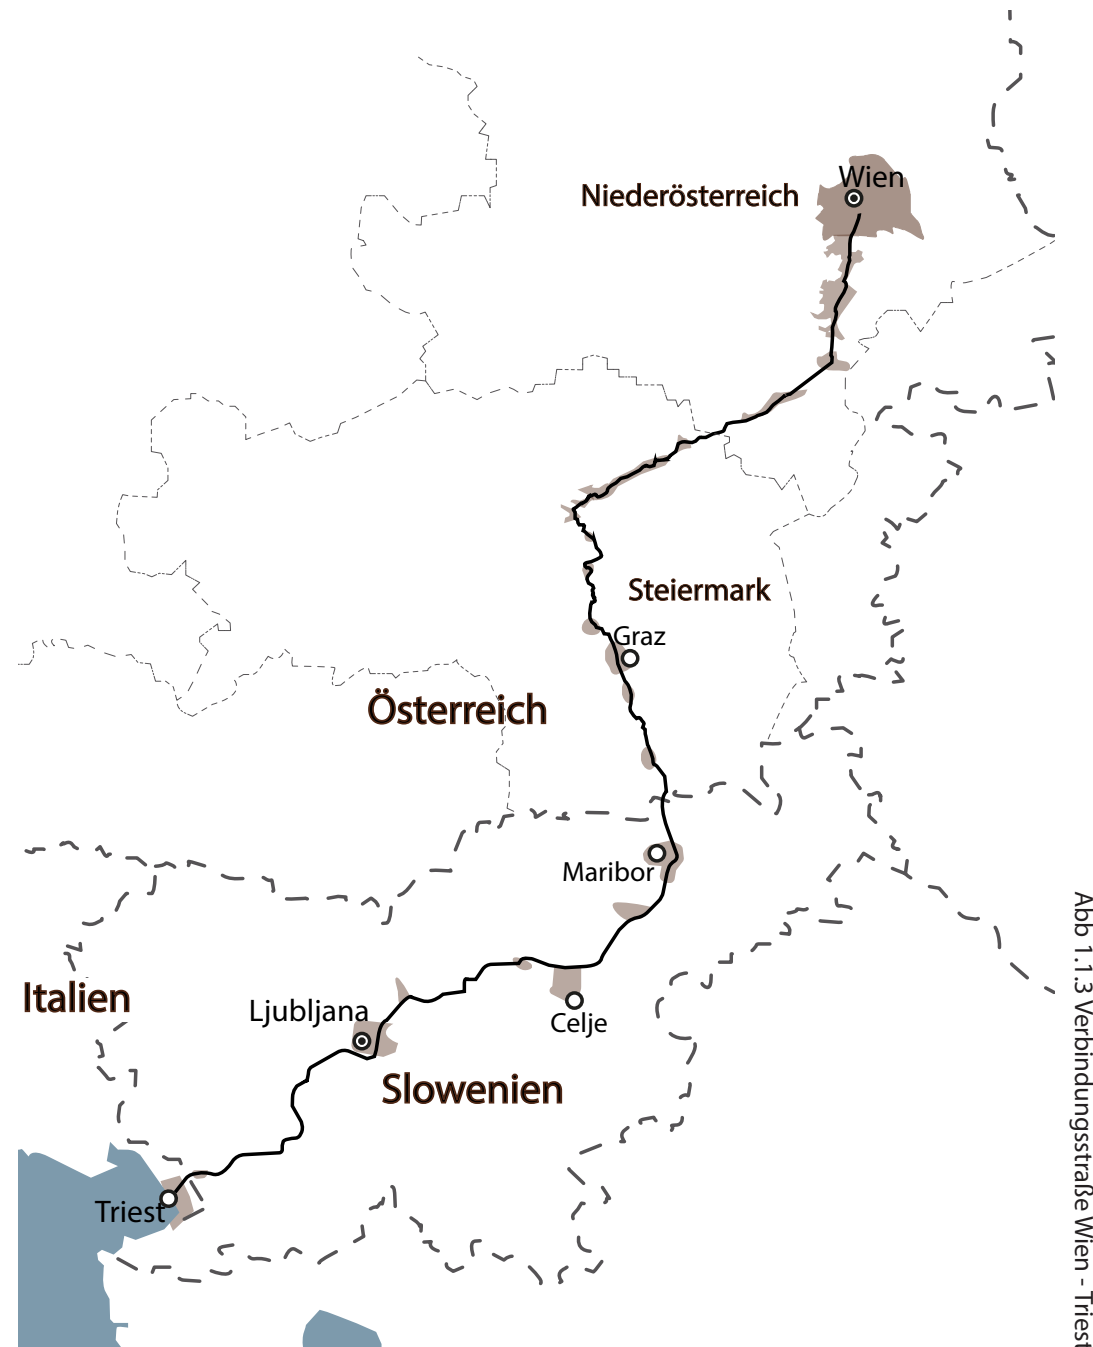 Wien
Niederösterreich
Steiermark
Graz
Österreich
Maribor
Italien
Ljubljana
Celje
Slowenien
Triest
Abb 1.1.3 Verbindungsstraße Wien - Triest